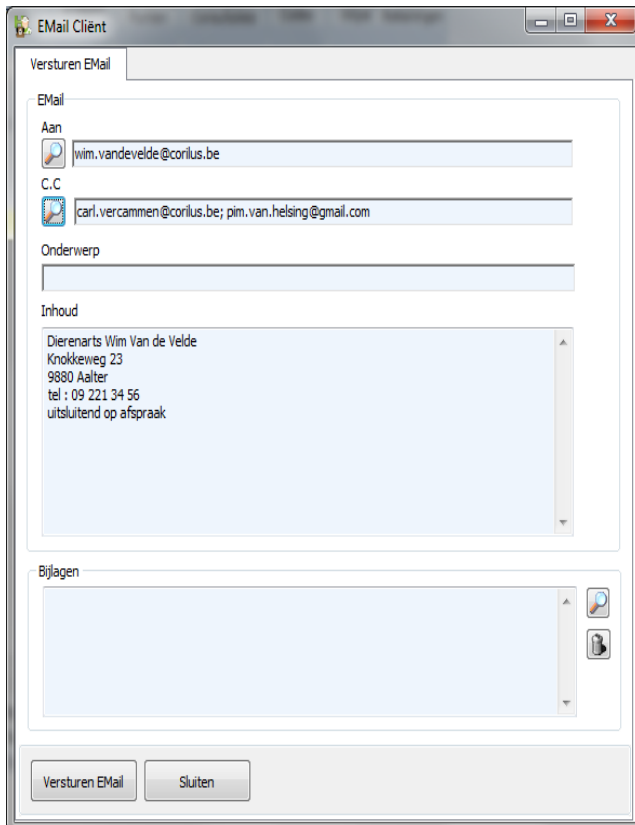 EMail Cliënt
Versturen EMail
EMail
Aan
wim.vandevelde@corilus.be
C.C
carl.vercammen@corilus.be; pim.van.helsing@gmail.com
Onderwerp
Inhoud
Dierenarts Wim Van de Velde
Knokkeweg 23
9880 Aalter
tel : 09 221 34 56
uitsluitend op afspraak
Bijlagen
Versturen EMail
Sluiten